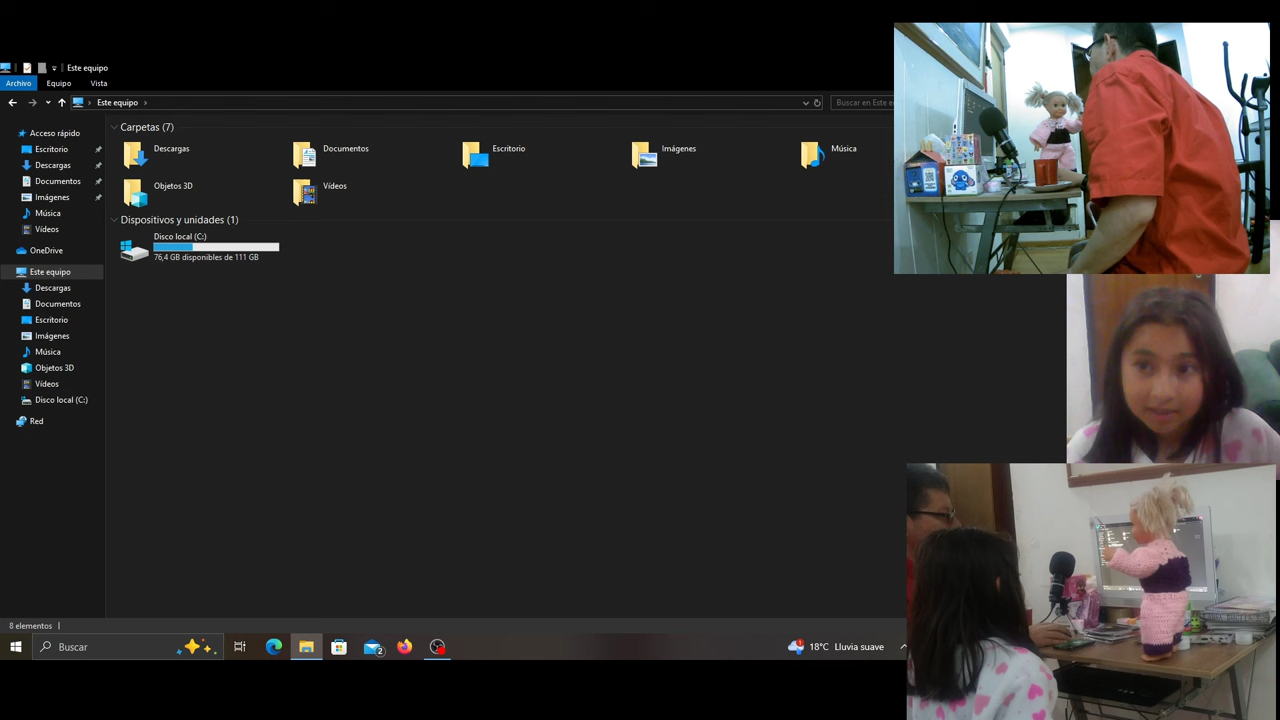 Este equipo
Archivo Equipo Vista
Este equipo
Buscar en Este e
Acceso rápido
Escritorio
Descargas
Documentos
Imágenes
Música
Vídeos
OneDrive
Este equipo
Descargas
Documentos
Escritorio
Imágenes
Música
Objetos 3D
Vídeos
Disco local (C:)
Red
Carpetas (7)
Descargas Documentos Escritorio Imágenes Música
Objetos 3D Vídeos
Dispositivos y unidades (1)
Disco local (C:)
76,4 GB disponibles de 111 GB
8 elementos
Buscar
2
1
18°C Lluvia suave